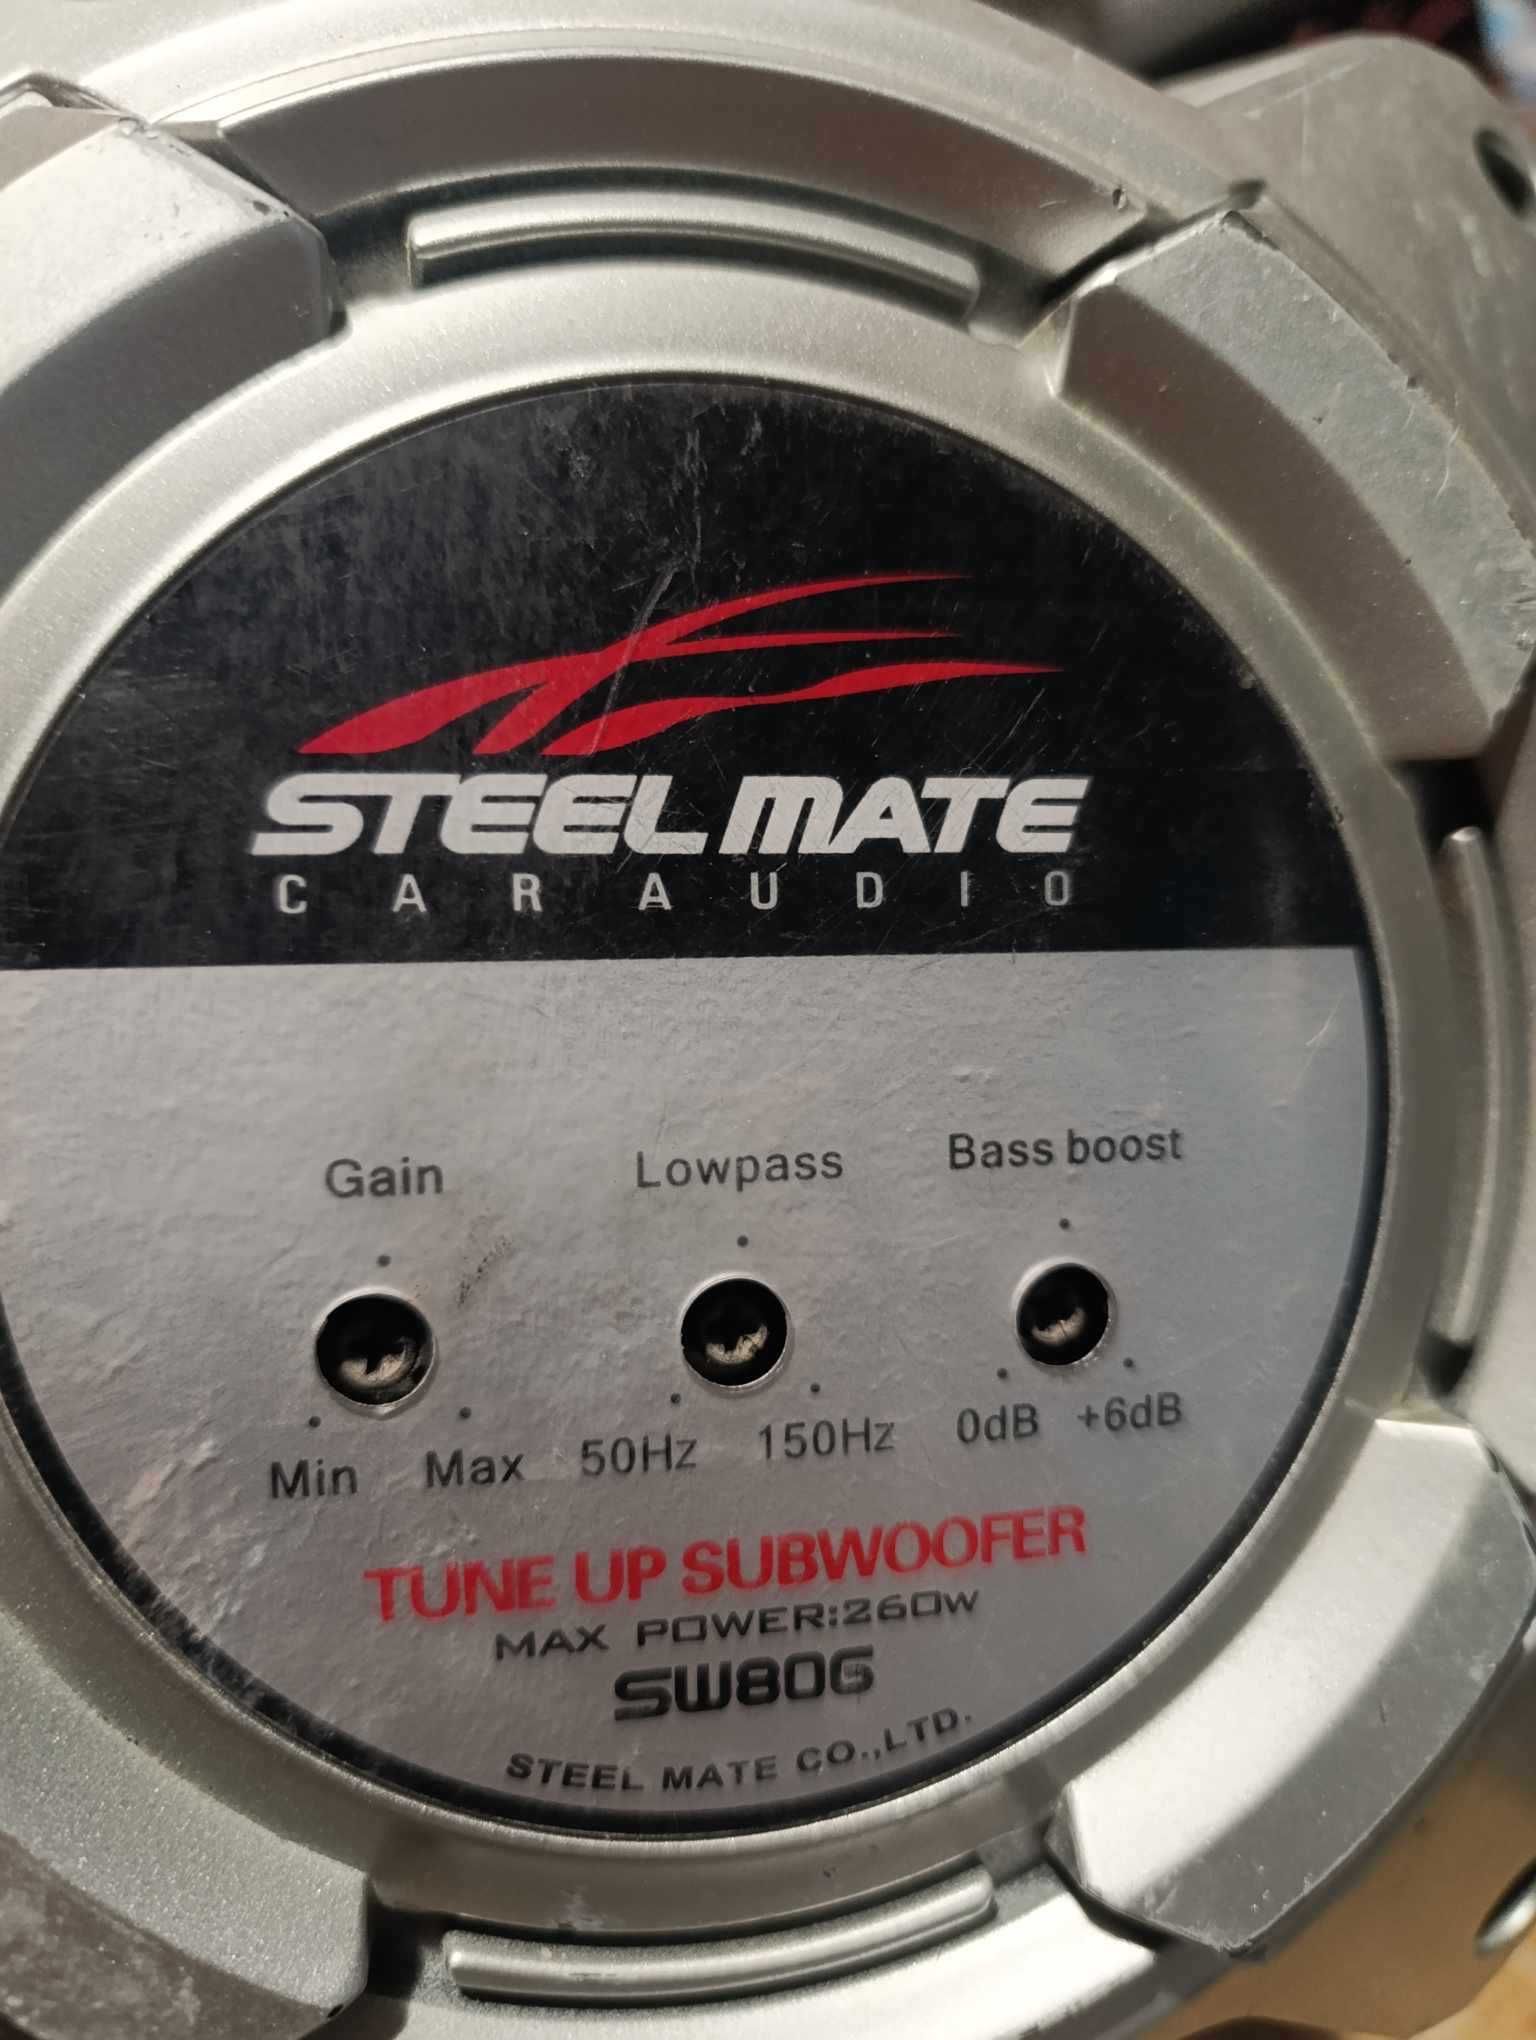 STEEL MATE
CAR AUDIO
Gain Lowpass Bass boost
Min Max 50Hz 150Hz 0dB +6dB
TUNE UP SUBWOOFER
MAX POWER:260W
SW80G
STEEL MATE CO.,LTD.